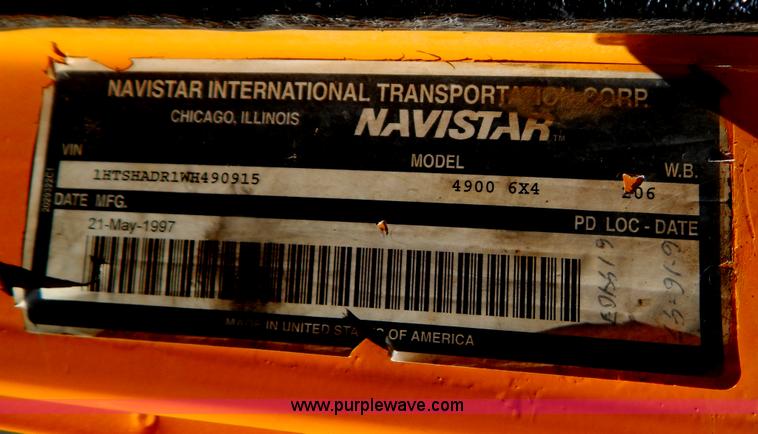 NAVISTAR INTERNATIONAL TRANSPORTATION CORP.
CHICAGO, ILLINOIS NAVISTAR TM
VIN MODEL W.B.
1HTSHADR1WH490915 4900 6X4 206
DATE MFG. PD LOC - DATE
21-May-1997
MADE IN UNITED STATES OF AMERICA
www.purplewave.com